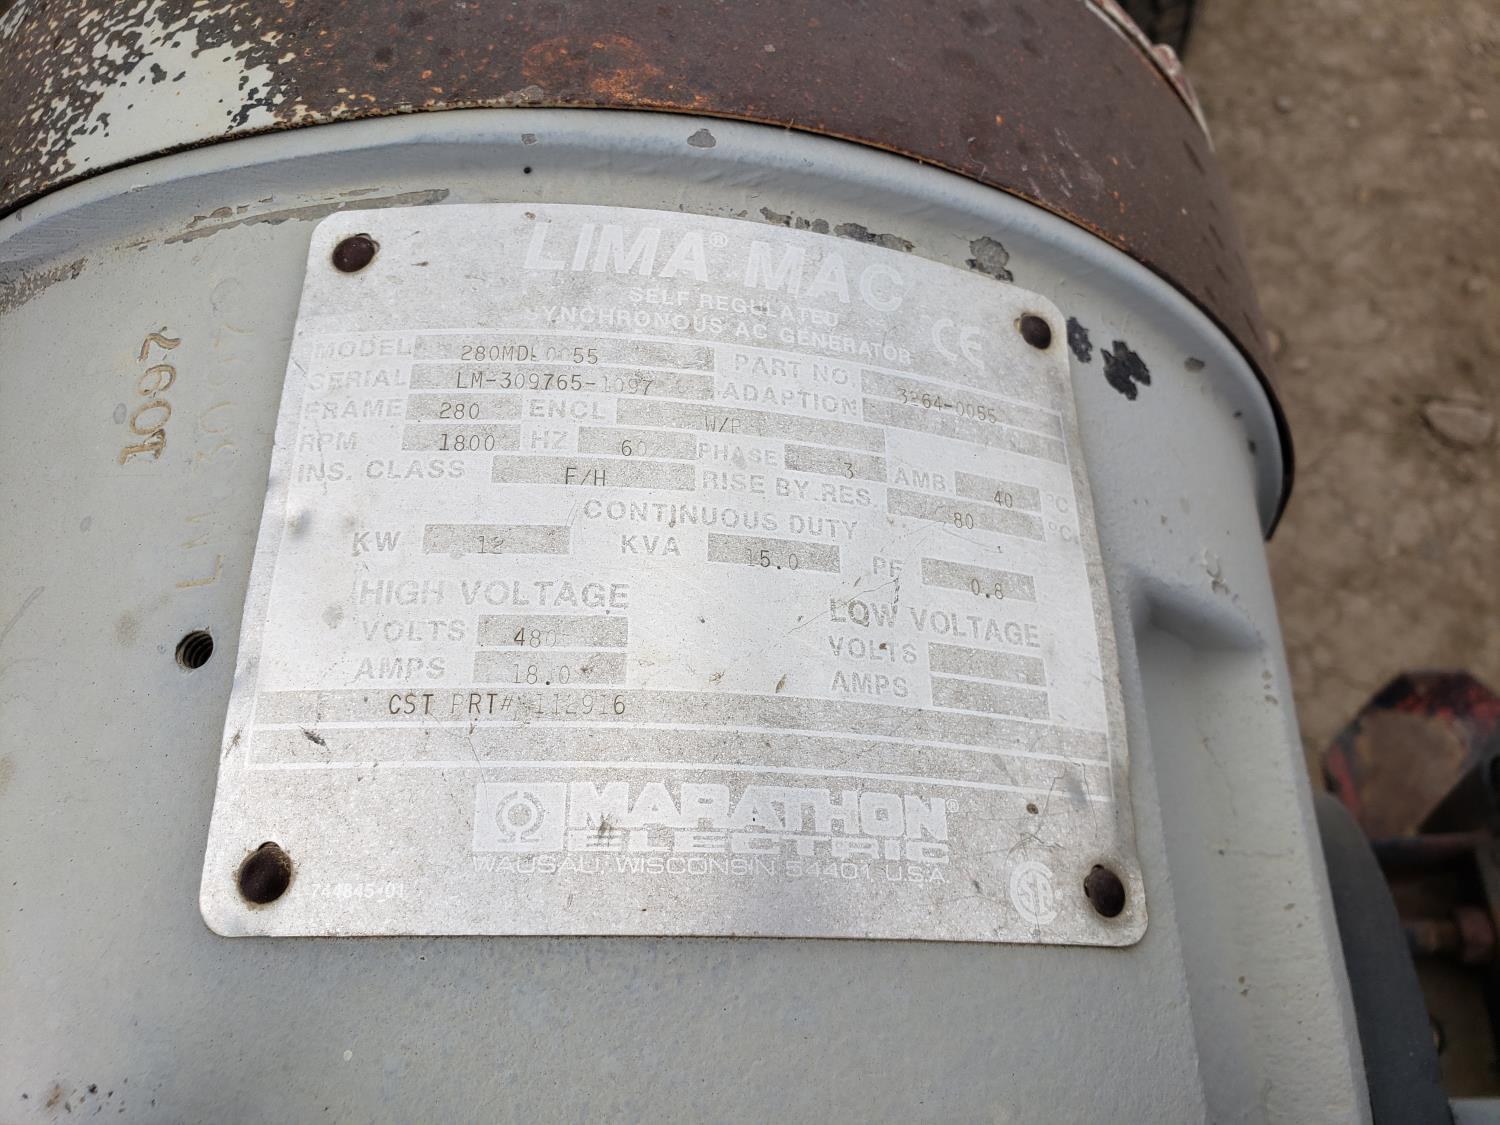 LIMA® MAC
SELF REGULATED
YNCHRONOUS AC GENERATOR
CE
MODEL 280MDL0055 PART NO. 3264-0055
SERIAL LM-309765-1097 ADAPTION
FRAME 280 ENCL W/P
RPM 1800 HZ 60 PHASE 3 AMB 40 °C
INS. CLASS F/H RISE BY RES. 80 °C
CONTINUOUS DUTY
KW 12 KVA 15.0 PF 0.8
HIGH VOLTAGE LOW VOLTAGE
VOLTS 480 VOLTS
AMPS 18.0 AMPS
CST PRT# 112916
MARATHON®
ELECTRIC
WAUSAU, WISCONSIN 54401 U.S.A.
744845-01
1097